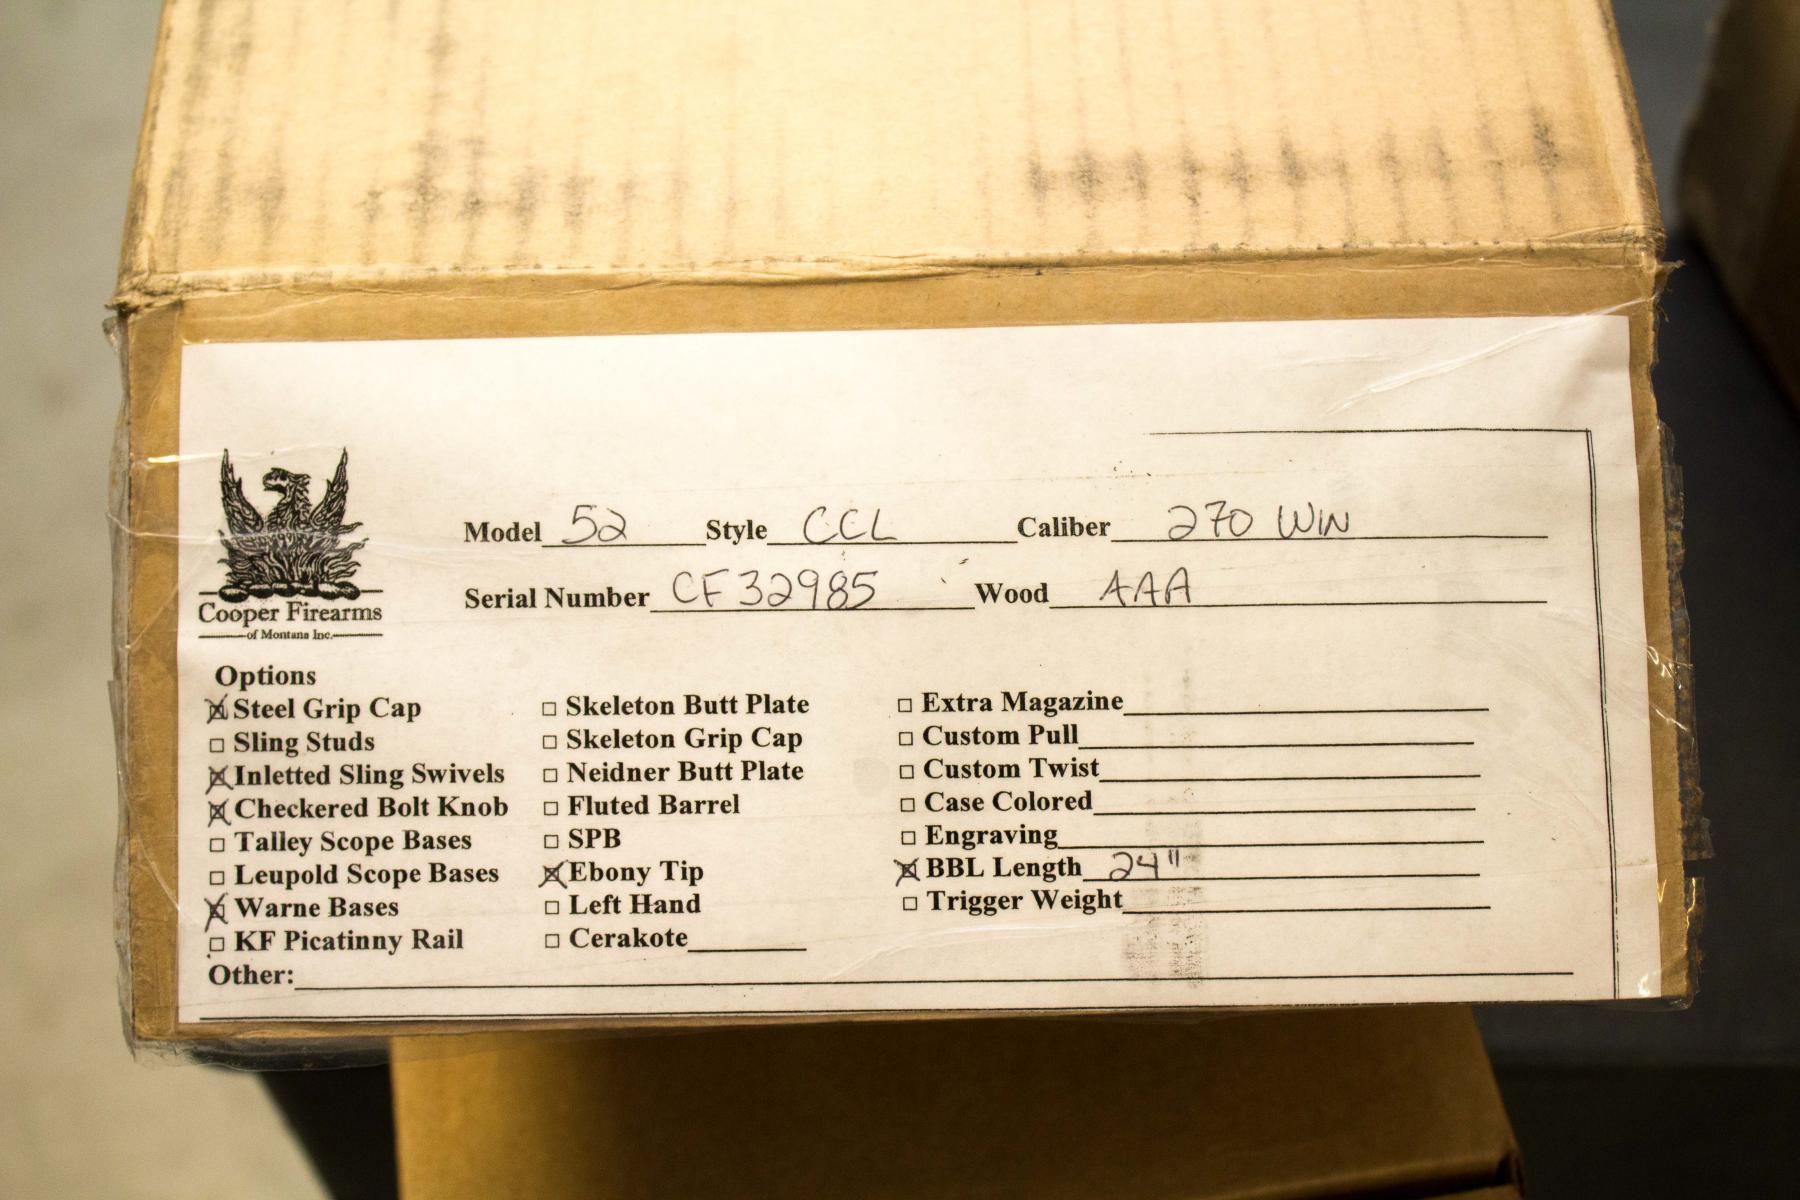 Cooper Firearms
of Montana Inc.
Model 52 Style CCL Caliber 270 WIN
Serial Number CF32985 Wood AAA
Options
☒ Steel Grip Cap ☐ Skeleton Butt Plate ☐ Extra Magazine
☐ Sling Studs ☐ Skeleton Grip Cap ☐ Custom Pull
☒ Inletted Sling Swivels ☐ Neidner Butt Plate ☐ Custom Twist
☒ Checkered Bolt Knob ☐ Fluted Barrel ☐ Case Colored
☐ Talley Scope Bases ☐ SPB ☐ Engraving
☐ Leupold Scope Bases ☒ Ebony Tip ☒ BBL Length 24"
☒ Warne Bases ☐ Left Hand ☐ Trigger Weight
☐ KF Picatinny Rail ☐ Cerakote
Other: